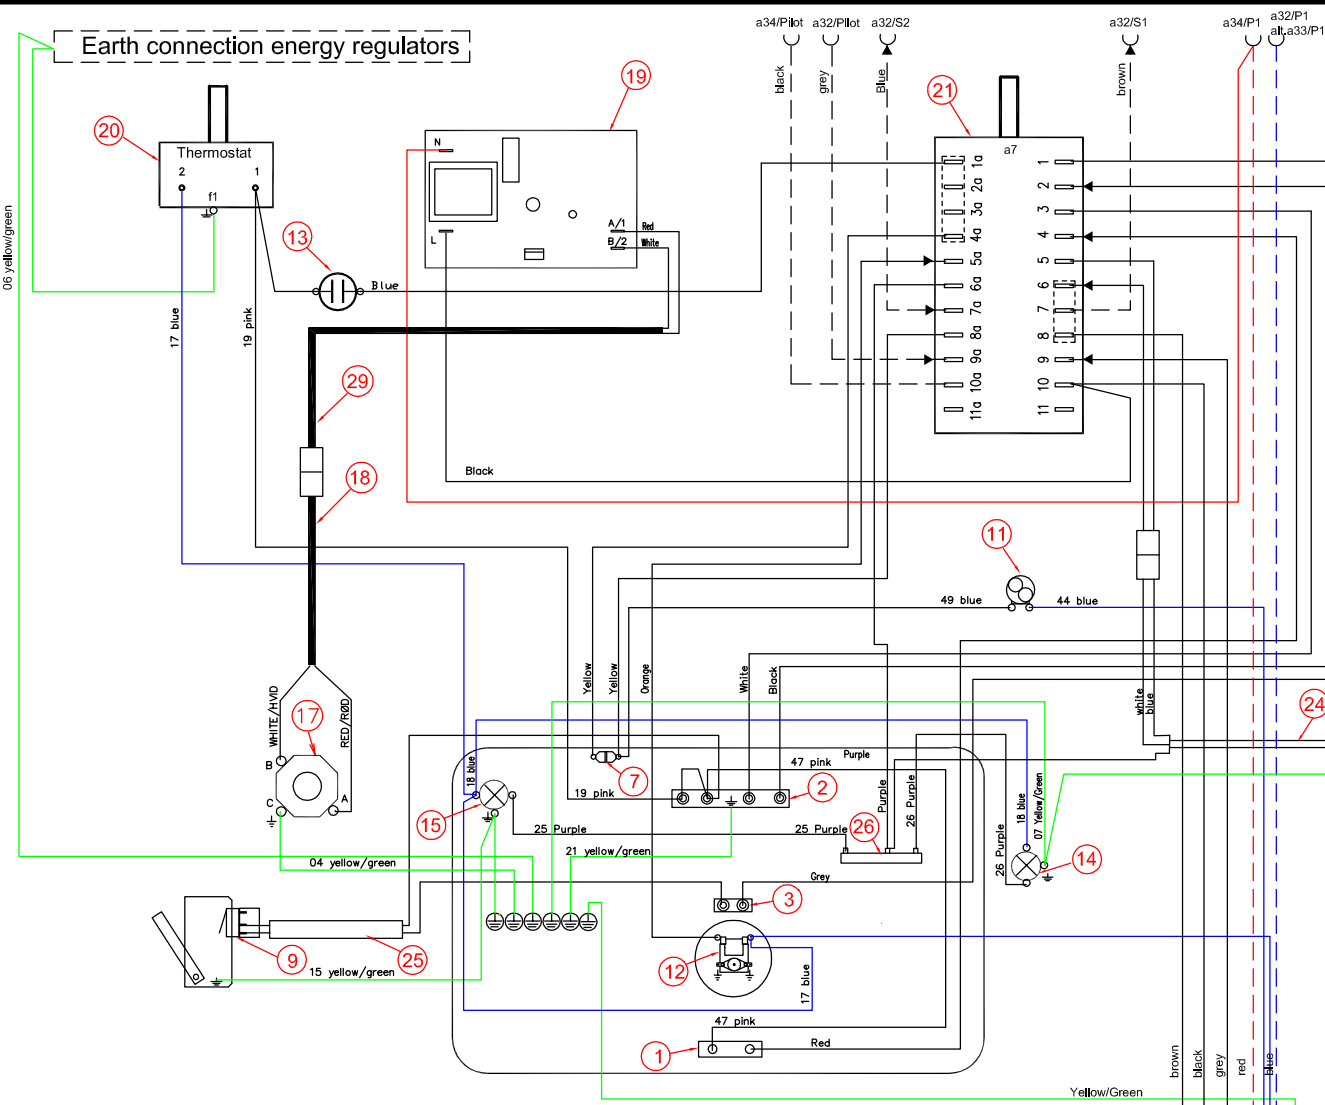 a34/Pilot
a32/Pilot
a32/S2
a32/S1
a34/P1
a32/P1
alt.a33/P1
Earth connection energy regulators
black
grey
Blue
brown
19
21
20
Thermostat
2
1
f1
N
L
A/1
B/2
Red
White
a7
1a
2a
3a
4a
5a
6a
7a
8a
9a
10a
11a
1
2
3
4
5
6
7
8
9
10
11
06 yellow/green
13
Blue
17 blue
19 pink
29
18
Black
11
49 blue
44 blue
Yellow
Yellow
Orange
White
Black
white
blue
24
WHITE/HVID
RED/RØD
17
B
C
A
18 blue
7
Purple
47 pink
19 pink
2
15
25 Purple
25 Purple
26
Purple
26 Purple
18 blue
07 Yellow/Green
26 Purple
14
21 yellow/green
04 yellow/green
Grey
3
9
25
15 yellow/green
12
17 blue
47 pink
1
Red
brown
black
grey
red
blue
Yellow/Green